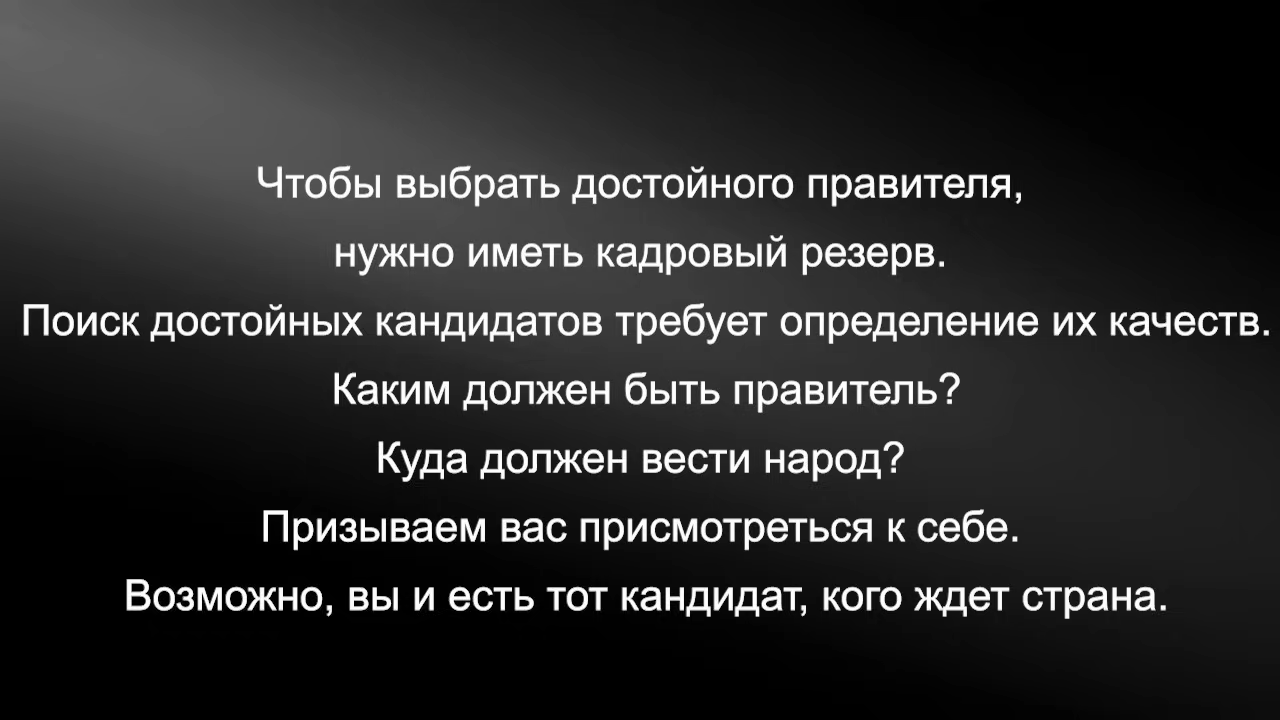 Чтобы выбрать достойного правителя,
нужно иметь кадровый резерв.
Поиск достойных кандидатов требует определение их качеств.
Каким должен быть правитель?
Куда должен вести народ?
Призываем вас присмотреться к себе.
Возможно, вы и есть тот кандидат, кого ждет страна.